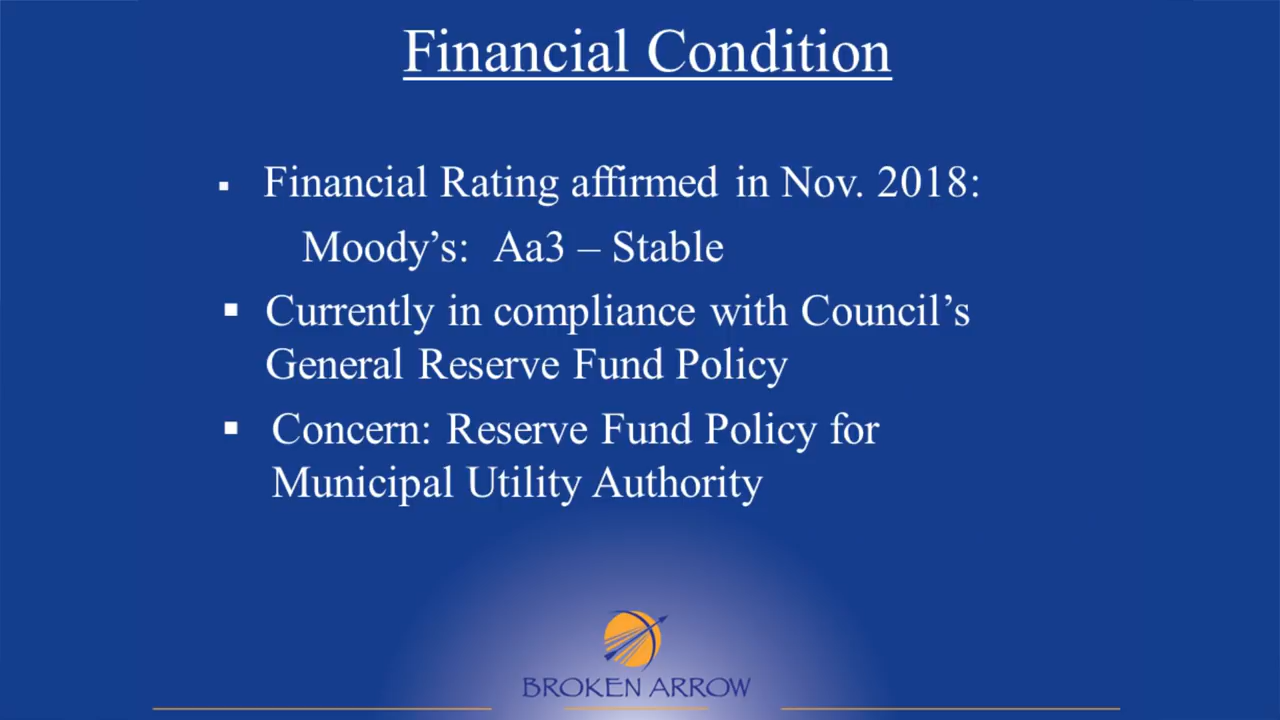 Financial Condition
▪ Financial Rating affirmed in Nov. 2018:
Moody’s: Aa3 – Stable
▪ Currently in compliance with Council’s
General Reserve Fund Policy
▪ Concern: Reserve Fund Policy for
Municipal Utility Authority
BROKEN ARROW